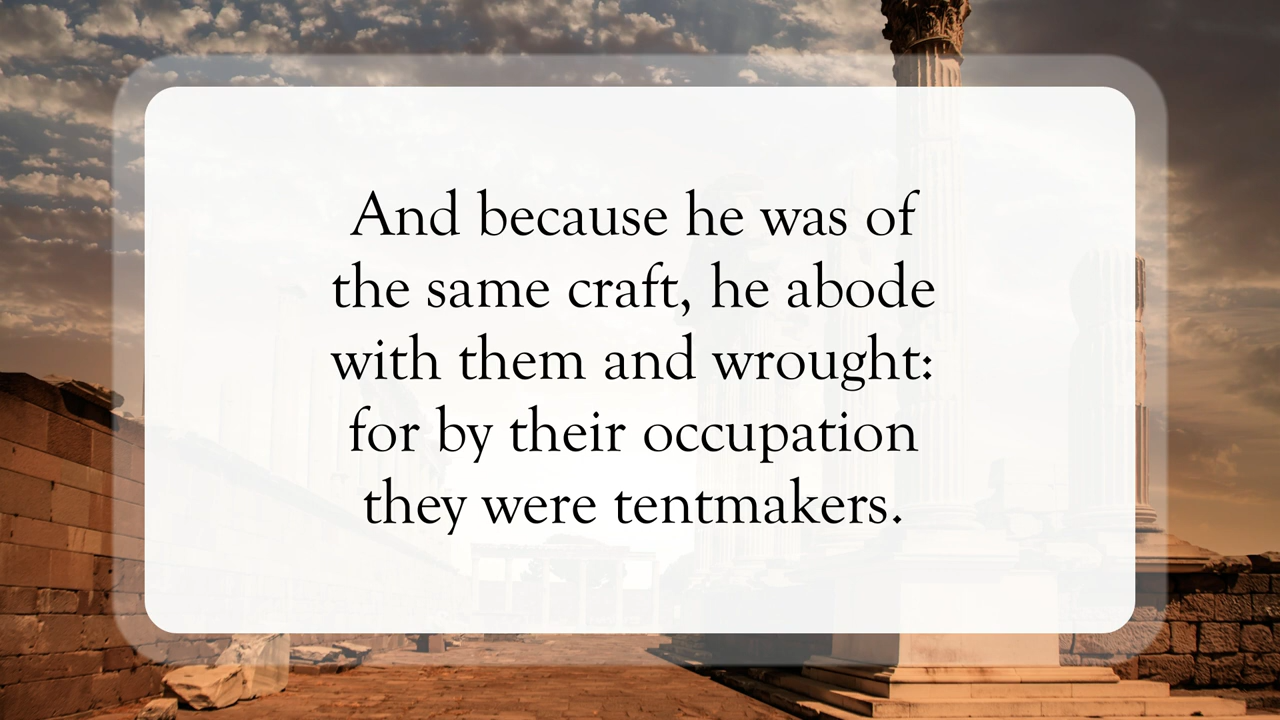 And because he was of
the same craft, he abode
with them and wrought:
for by their occupation
they were tentmakers.